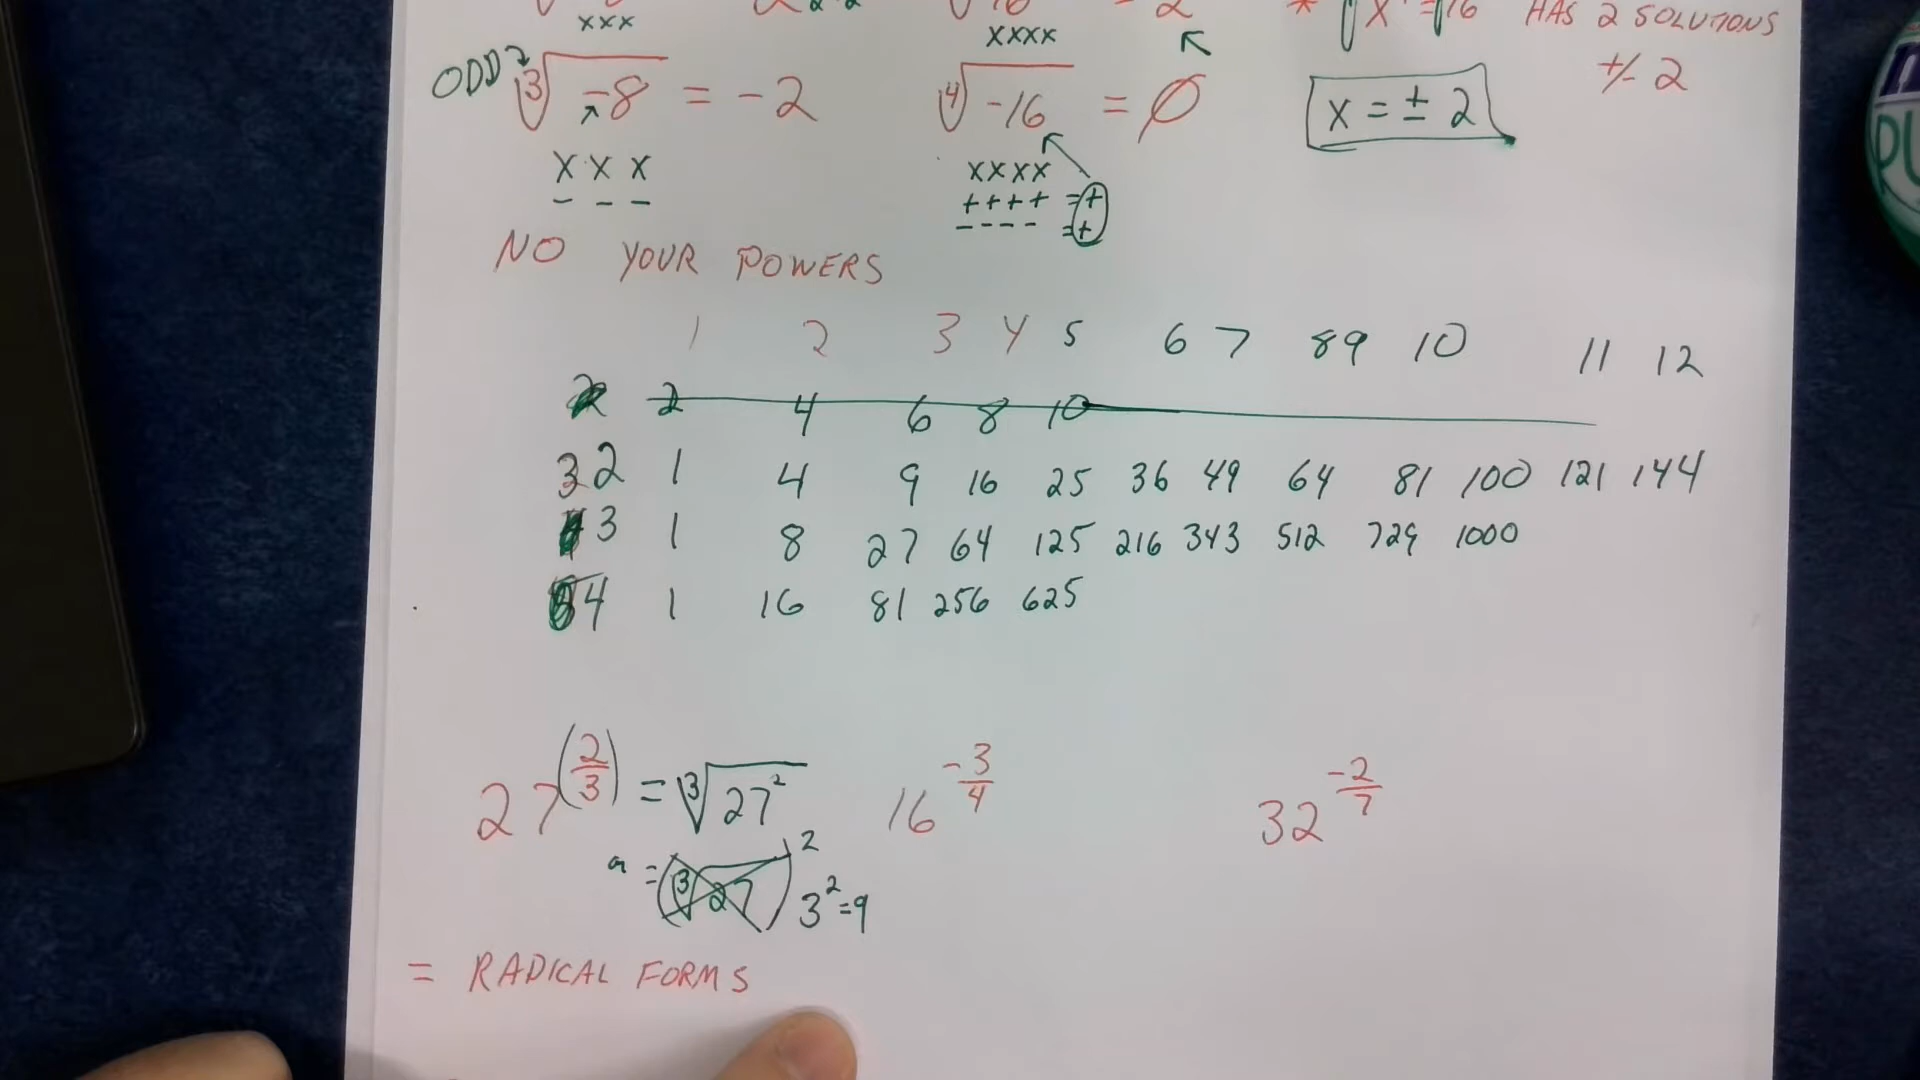 xxx xxxx = 2 * √x = √16 HAS 2 SOLUTIONS
ODD ∛-8 = -2 ∜-16 = ∅ x = ± 2 +/- 2
x x x xxxx
- - - ++++ =+
---- =+
NO YOUR POWERS
1 2 3 4 5 6 7 8 9 10 11 12
2 2 4 6 8 10
3 2 1 4 9 16 25 36 49 64 81 100 121 144
3 1 8 27 64 125 216 343 512 729 1000
4 1 16 81 256 625
27^(2/3) = ∛27² 16^-3/4 32^-2/7
= (∛27)² 3² = 9
= RADICAL FORMS